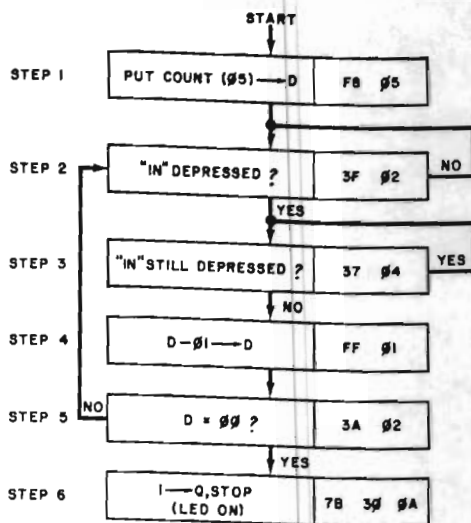 START
STEP 1
PUT COUNT (Ø5) → D
F8 Ø5
STEP 2
"IN" DEPRESSED ?
3F Ø2
NO
YES
STEP 3
"IN" STILL DEPRESSED ?
37 Ø4
YES
NO
STEP 4
D-Ø1 → D
FF Ø1
STEP 5
NO
D = ØØ ?
3A Ø2
YES
STEP 6
1 → Q, STOP
(LED ON)
7B 3Ø ØA